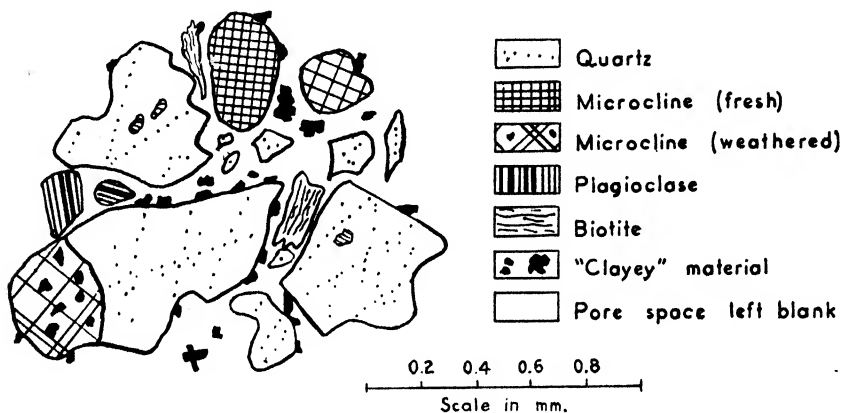 Quartz
Microcline (fresh)
Microcline (weathered)
Plagioclase
Biotite
"Clayey" material
Pore space left blank
0.2 0.4 0.6 0.8
Scale in mm.